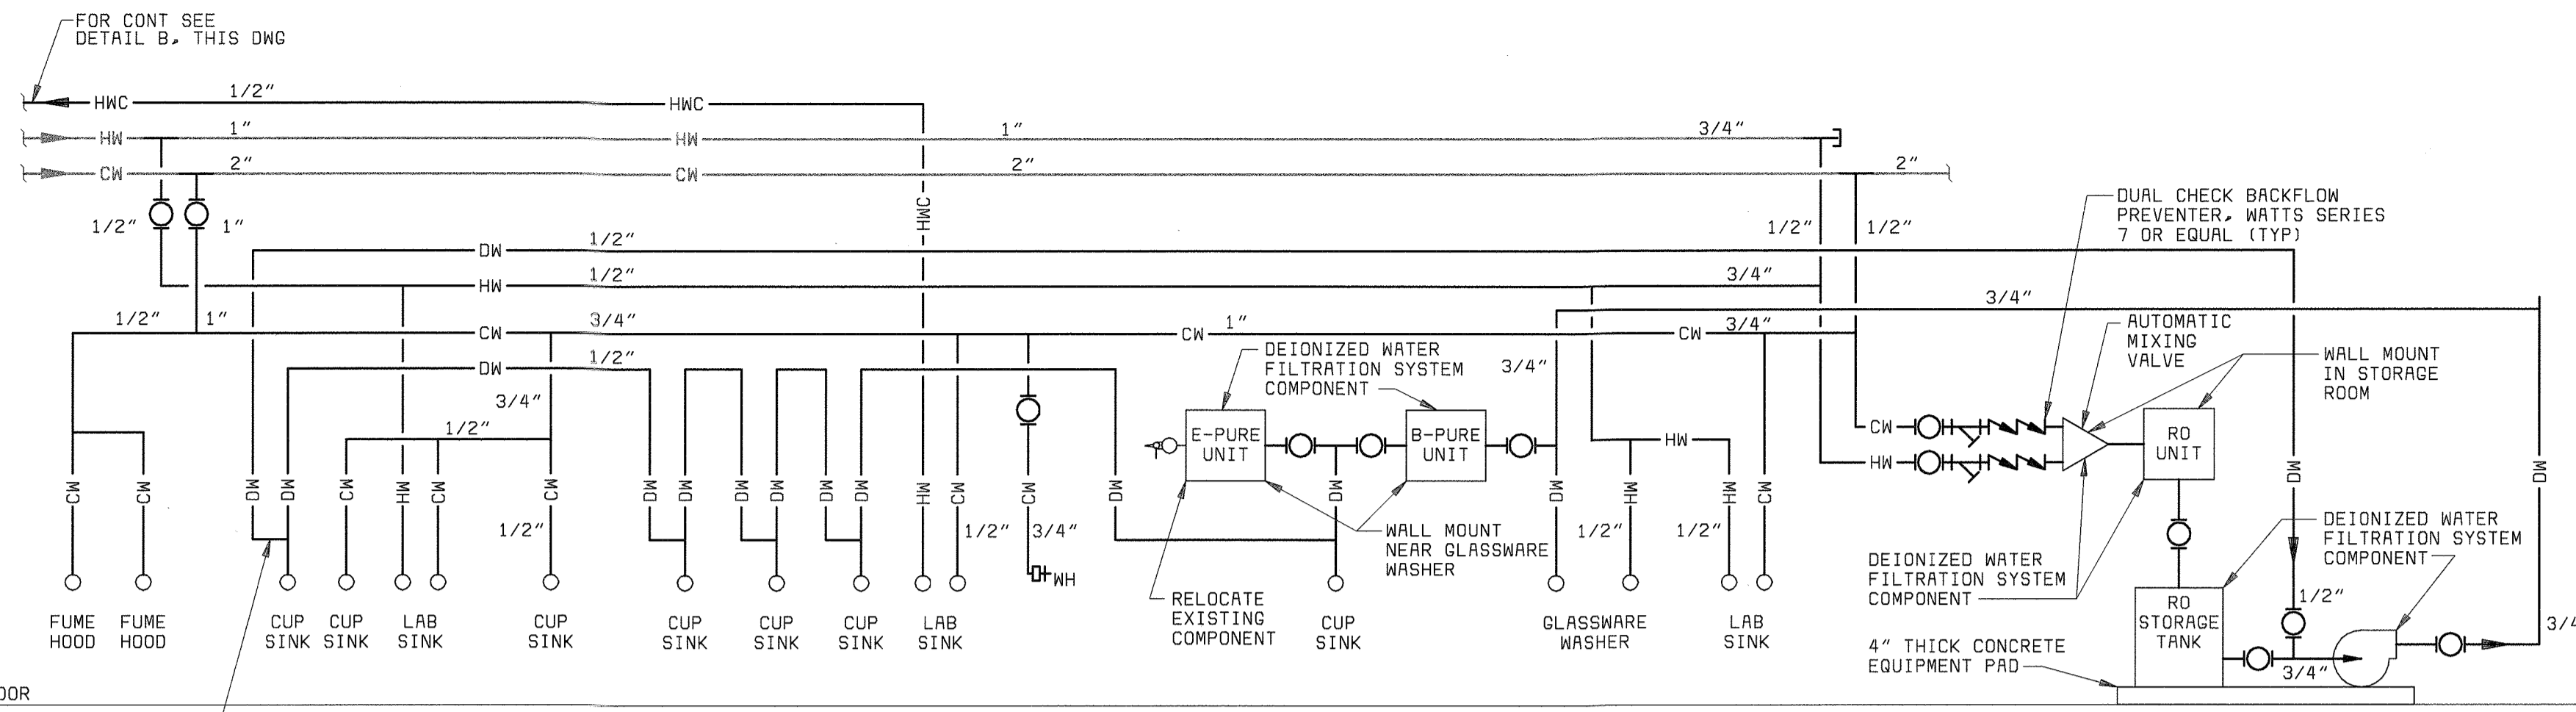 FOR CONT SEE
DETAIL B, THIS DWG
HWC 1/2" HWC
HW 1" HW 1" 3/4"
CW 2" CW 2" 2"
1/2" 1" HWC 1/2" 1/2"
DUAL CHECK BACKFLOW
PREVENTER, WATTS SERIES
7 OR EQUAL (TYP)
DW 1/2"
HW 1/2" 3/4"
3/4"
1/2" 1" CW 3/4" CW 1" CW 3/4"
DW 1/2"
3/4"
1/2"
DEIONIZED WATER
FILTRATION SYSTEM
COMPONENT
3/4"
AUTOMATIC
MIXING
VALVE
WALL MOUNT
IN STORAGE
ROOM
E-PURE
UNIT
B-PURE
UNIT
HW
CW
HW
RO
UNIT
CW CW DW DW CW HW CW CW DW DW DW DW HW CW CW DW DW DW HW HW CW DW DW
1/2" 1/2" 3/4" 1/2" 1/2"
WH
WALL MOUNT
NEAR GLASSWARE
WASHER
RELOCATE
EXISTING
COMPONENT
DEIONIZED WATER
FILTRATION SYSTEM
COMPONENT
DEIONIZED WATER
FILTRATION SYSTEM
COMPONENT
1/2"
RO
STORAGE
TANK
3/4"
FUME
HOOD
FUME
HOOD
CUP
SINK
CUP
SINK
LAB
SINK
CUP
SINK
CUP
SINK
CUP
SINK
CUP
SINK
LAB
SINK
CUP
SINK
GLASSWARE
WASHER
LAB
SINK
4" THICK CONCRETE
EQUIPMENT PAD
3/4
OOR